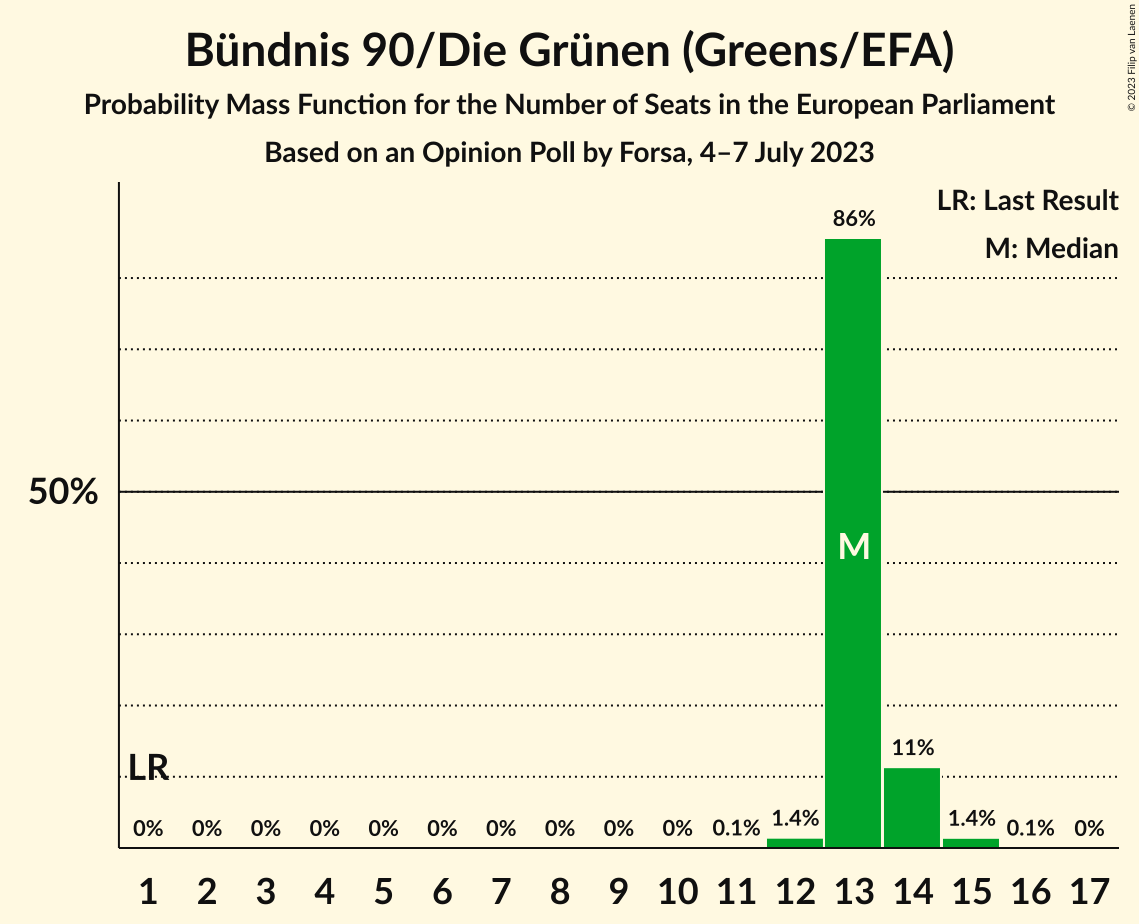 Bündnis 90/Die Grünen (Greens/EFA)
Probability Mass Function for the Number of Seats in the European Parliament
Based on an Opinion Poll by Forsa, 4–7 July 2023
© 2023 Filip van Laenen
LR: Last Result
M: Median
86%
50%
M
LR
11%
0% 0% 0% 0% 0% 0% 0% 0% 0% 0% 0.1% 1.4% 1.4% 0.1% 0%
1 2 3 4 5 6 7 8 9 10 11 12 13 14 15 16 17